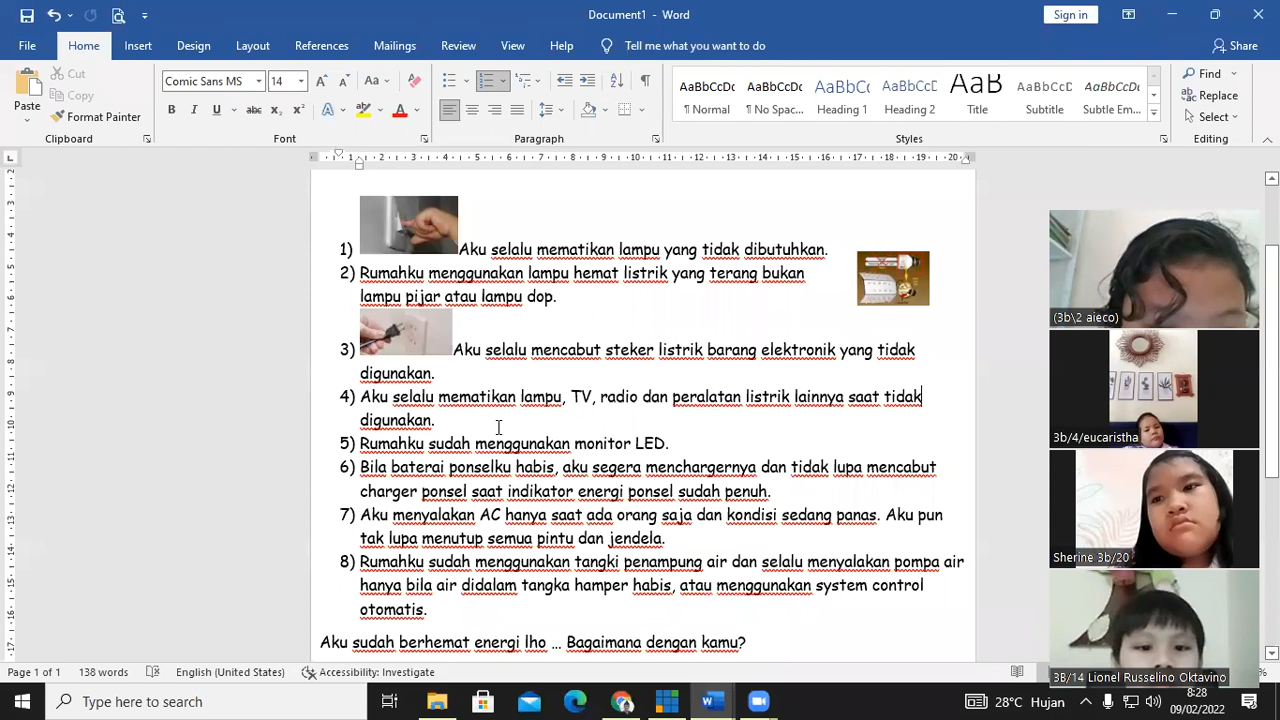 Document1 - Word
Sign in
File Home Insert Design Layout References Mailings Review View Help Tell me what you want to do Share
Paste Cut Copy Format Painter
Comic Sans MS 14
AaBbCcDc AaBbCcDc AaBbC( AaBbCcC AaB AaBbCcD AaBbCcD
¶ Normal ¶ No Spac... Heading 1 Heading 2 Title Subtitle Subtle Em...
Find
Replace
Select
Clipboard Font Paragraph Styles Editing
1) Aku selalu mematikan lampu yang tidak dibutuhkan.
2) Rumahku menggunakan lampu hemat listrik yang terang bukan
lampu pijar atau lampu dop.
3) Aku selalu mencabut steker listrik barang elektronik yang tidak
digunakan.
4) Aku selalu mematikan lampu, TV, radio dan peralatan listrik lainnya saat tidak
digunakan.
5) Rumahku sudah menggunakan monitor LED.
6) Bila baterai ponselku habis, aku segera menchargernya dan tidak lupa mencabut
charger ponsel saat indikator energi ponsel sudah penuh.
7) Aku menyalakan AC hanya saat ada orang saja dan kondisi sedang panas. Aku pun
tak lupa menutup semua pintu dan jendela.
8) Rumahku sudah menggunakan tangki penampung air dan selalu menyalakan pompa air
hanya bila air didalam tangka hamper habis, atau menggunakan system control
otomatis.
Aku sudah berhemat energi lho ... Bagaimana dengan kamu?
(3b\2 aieco)
3b/4/eucaristha
Sherine 3b/20
3B/14 Lionel Russelino Oktavino
Page 1 of 1 138 words English (United States) Accessibility: Investigate
Type here to search
28°C Hujan
8:28
09/02/2022